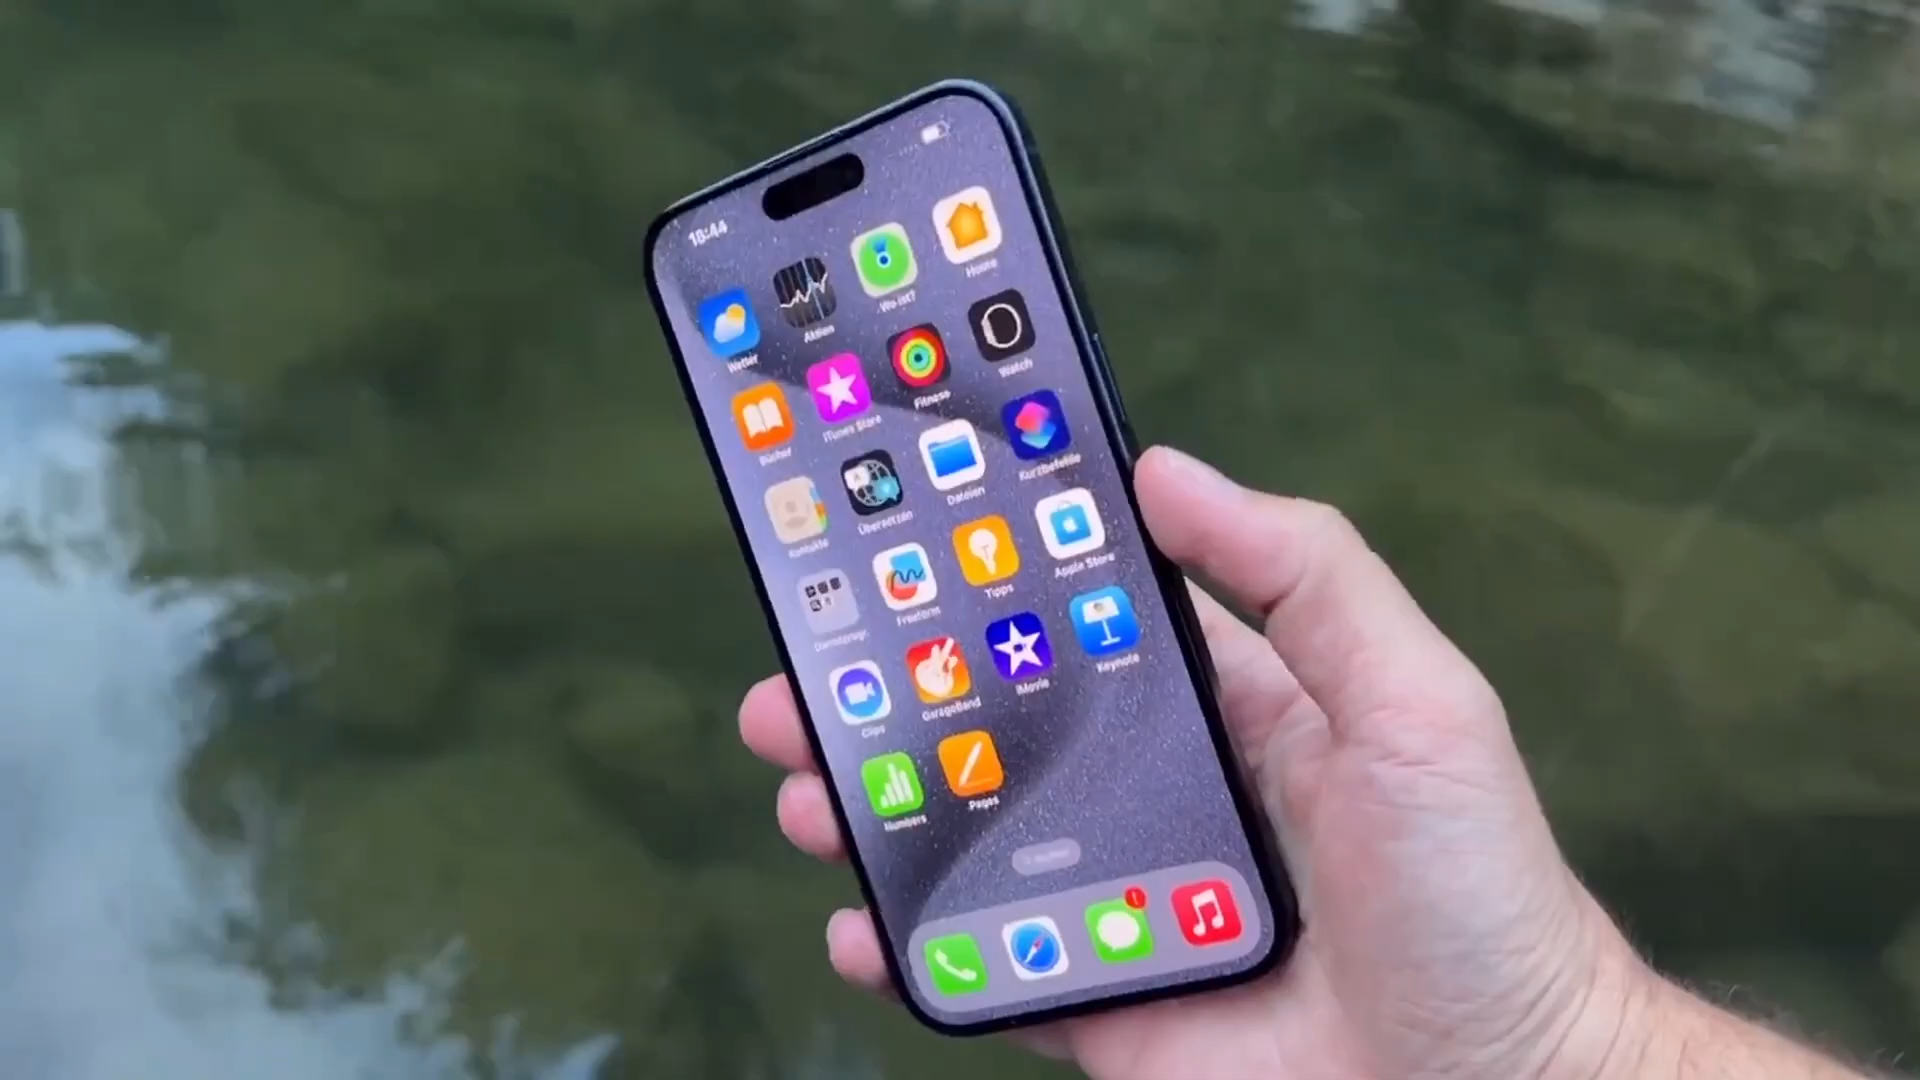 18:44
Wetter
Aktien
Wo ist?
Home
Bücher
iTunes Store
Fitness
Watch
Kontakte
Übersetzen
Dateien
Kurzbefehle
Freeform
Tipps
Apple Store
Clips
GarageBand
iMovie
Keynote
Numbers
Pages
1